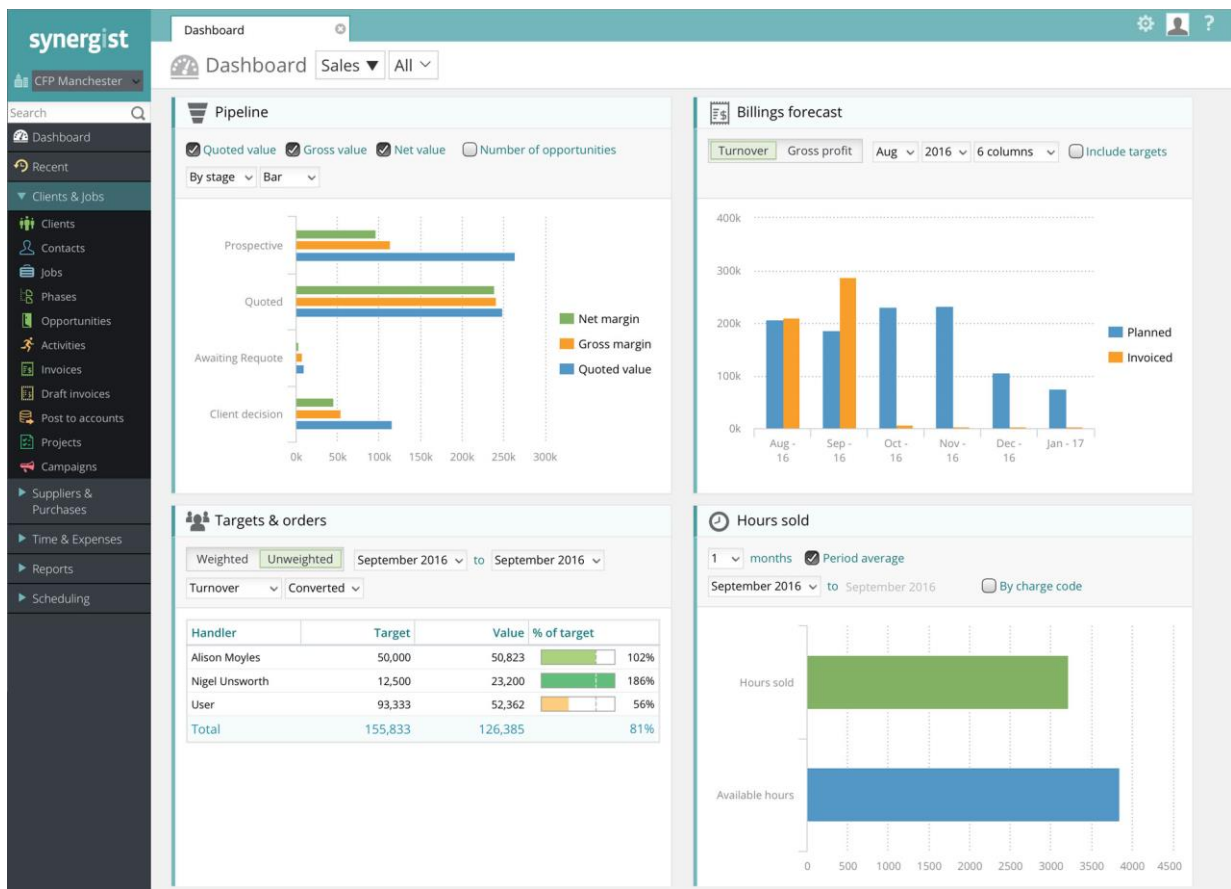 synergist
CFP Manchester
Search
Dashboard
Recent
Clients & Jobs
Clients
Contacts
Jobs
Phases
Opportunities
Activities
Invoices
Draft invoices
Post to accounts
Projects
Campaigns
Suppliers &
Purchases
Time & Expenses
Reports
Scheduling
Dashboard
?
Dashboard Sales All
Pipeline
Quoted value Gross value Net value Number of opportunities
By stage Bar
Prospective
Quoted
Awaiting Requote
Client decision
0k 50k 100k 150k 200k 250k 300k
Net margin
Gross margin
Quoted value
Billings forecast
Turnover Gross profit Aug 2016 6 columns Include targets
400k
300k
200k
100k
0k
Aug - Sep - Oct - Nov - Dec - Jan - 17
16 16 16 16 16
Planned
Invoiced
Targets & orders
Weighted Unweighted September 2016 to September 2016
Turnover Converted
Handler Target Value % of target
Alison Moyles 50,000 50,823 102%
Nigel Unsworth 12,500 23,200 186%
User 93,333 52,362 56%
Total 155,833 126,385 81%
Hours sold
1 months Period average
September 2016 to September 2016 By charge code
Hours sold
Available hours
0 500 1000 1500 2000 2500 3000 3500 4000 4500